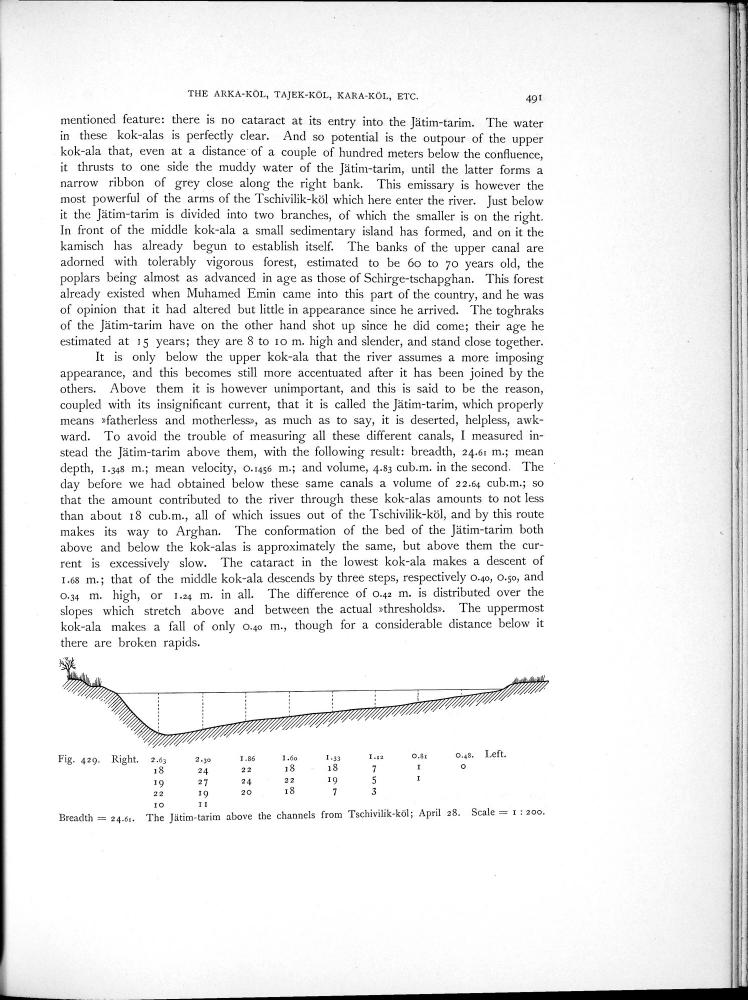 THE ARKA-KÖL, TAJEK-KÖL, KARA-KÖL, ETC. 491
mentioned feature: there is no cataract at its entry into the Jätim-tarim. The water
in these kok-alas is perfectly clear. And so potential is the outpour of the upper
kok-ala that, even at a distance of a couple of hundred meters below the confluence,
it thrusts to one side the muddy water of the Jätim-tarim, until the latter forms a
narrow ribbon of grey close along the right bank. This emissary is however the
most powerful of the arms of the Tschivilik-köl which here enter the river. Just below
it the Jätim-tarim is divided into two branches, of which the smaller is on the right.
In front of the middle kok-ala a small sedimentary island has formed, and on it the
kamisch has already begun to establish itself. The banks of the upper canal are
adorned with tolerably vigorous forest, estimated to be 60 to 70 years old, the
poplars being almost as advanced in age as those of Schirge-tschapghan. This forest
already existed when Muhamed Emin came into this part of the country, and he was
of opinion that it had altered but little in appearance since he arrived. The toghraks
of the Jätim-tarim have on the other hand shot up since he did come; their age he
estimated at 15 years; they are 8 to 10 m. high and slender, and stand close together.
It is only below the upper kok-ala that the river assumes a more imposing
appearance, and this becomes still more accentuated after it has been joined by the
others. Above them it is however unimportant, and this is said to be the reason,
coupled with its insignificant current, that it is called the Jätim-tarim, which properly
means »fatherless and motherless», as much as to say, it is deserted, helpless, awk-
ward. To avoid the trouble of measuring all these different canals, I measured in-
stead the Jätim-tarim above them, with the following result: breadth, 24.61 m.; mean
depth, 1.348 m.; mean velocity, 0.1456 m.; and volume, 4.83 cub.m. in the second. The
day before we had obtained below these same canals a volume of 22.64 cub.m.; so
that the amount contributed to the river through these kok-alas amounts to not less
than about 18 cub.m., all of which issues out of the Tschivilik-köl, and by this route
makes its way to Arghan. The conformation of the bed of the Jätim-tarim both
above and below the kok-alas is approximately the same, but above them the cur-
rent is excessively slow. The cataract in the lowest kok-ala makes a descent of
1.68 m.; that of the middle kok-ala descends by three steps, respectively 0.40, 0.50, and
0.34 m. high, or 1.24 m. in all. The difference of 0.42 m. is distributed over the
slopes which stretch above and between the actual »thresholds». The uppermost
kok-ala makes a fall of only 0.40 m., though for a considerable distance below it
there are broken rapids.
Fig. 429. Right. 2.63 2.30 1.86 1.60 1.33 1.12 0.81 0.48. Left.
18 24 22 18 18 7 1 0
19 27 24 22 19 5 1
22 19 20 18 7 3
10 11
Breadth = 24.61. The Jätim-tarim above the channels from Tschivilik-köl; April 28. Scale = 1 : 200.